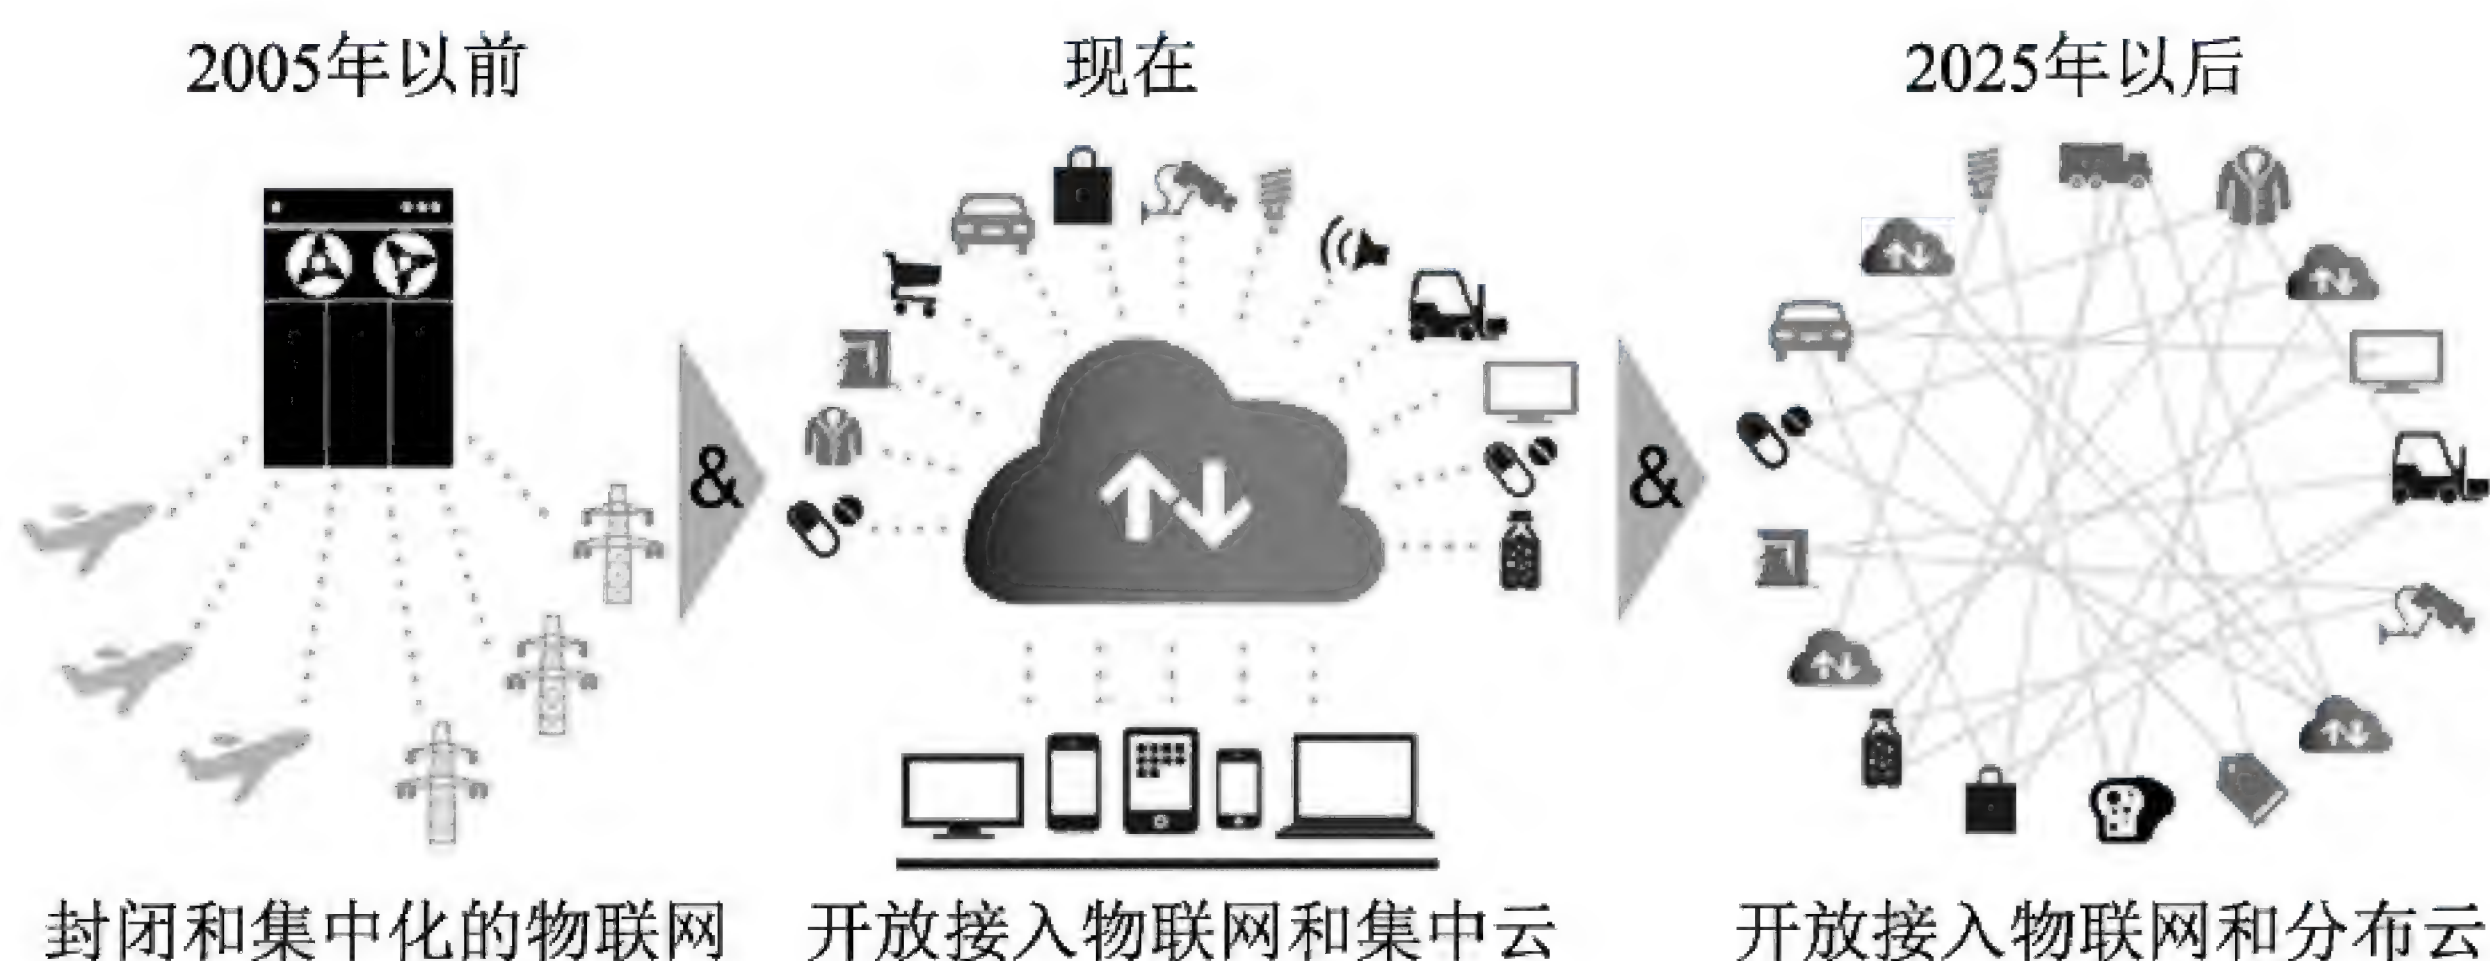 2005年以前
现在
2025年以后
&
&
封闭和集中化的物联网
开放接入物联网和集中云
开放接入物联网和分布云